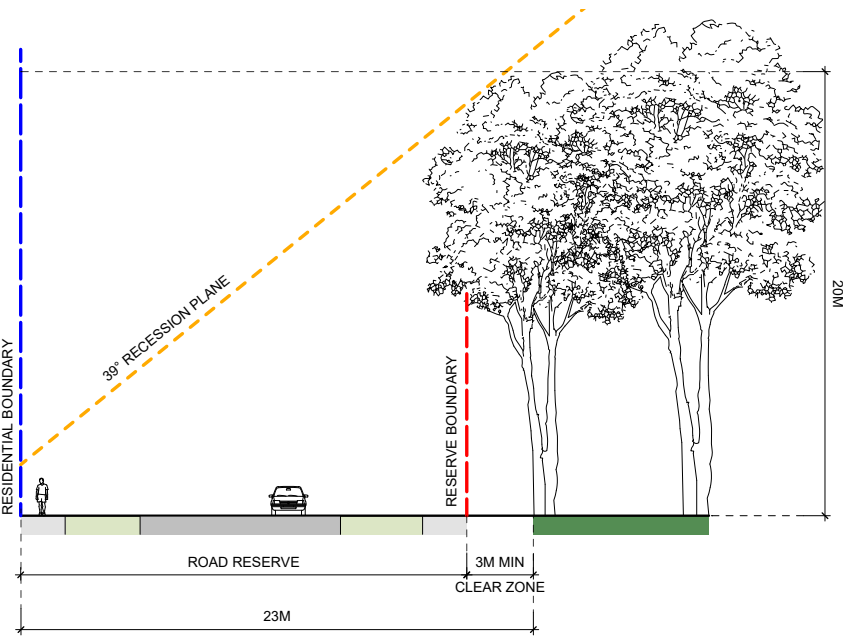 RESIDENTIAL BOUNDARY
39° RECESSION PLANE
RESERVE BOUNDARY
20M
ROAD RESERVE
3M MIN
CLEAR ZONE
23M